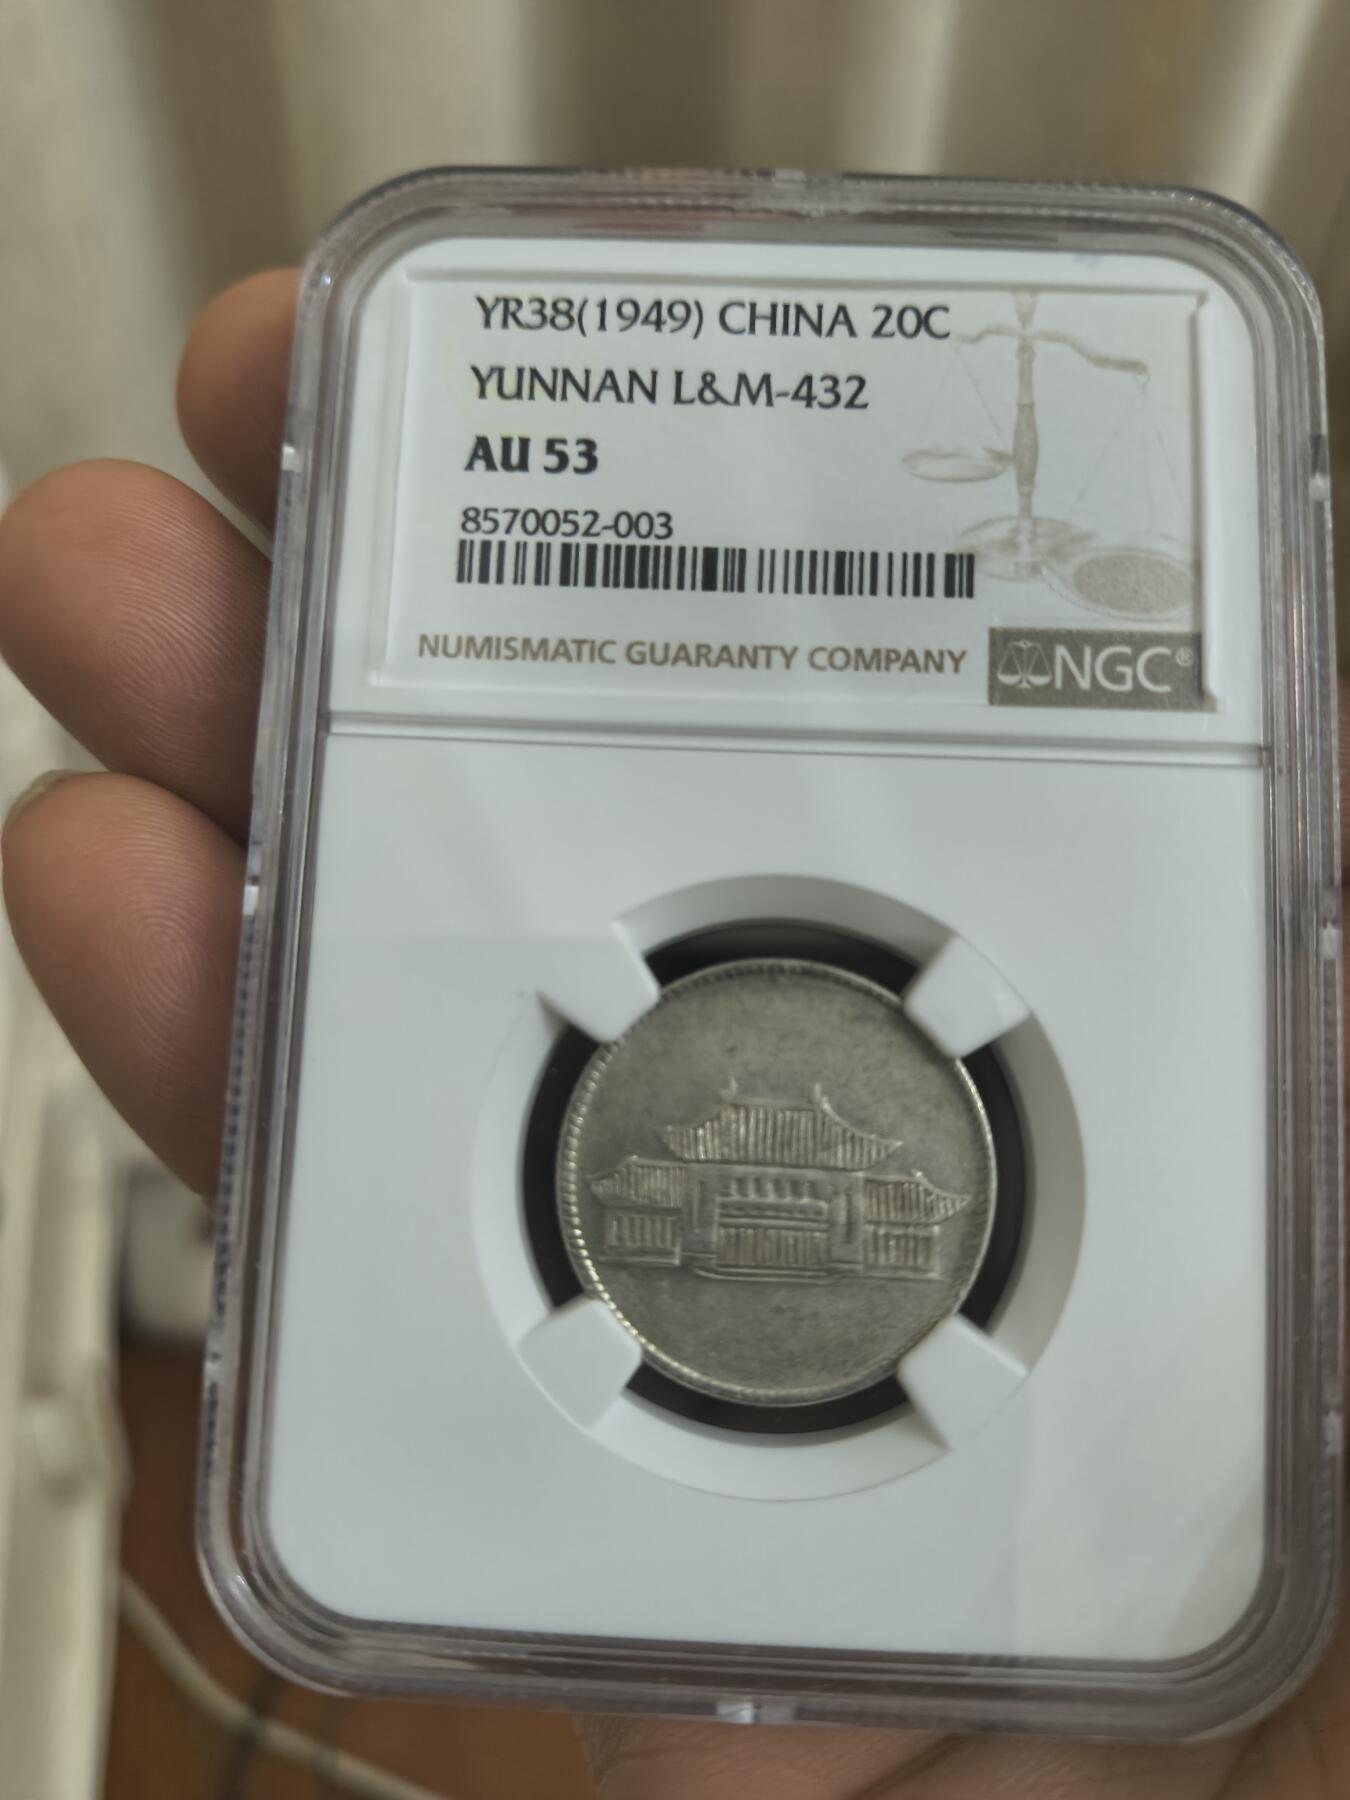 YR38(1949) CHINA 20C
YUNNAN L&M-432
AU 53
8570052-003
NUMISMATIC GUARANTY COMPANY NGC®